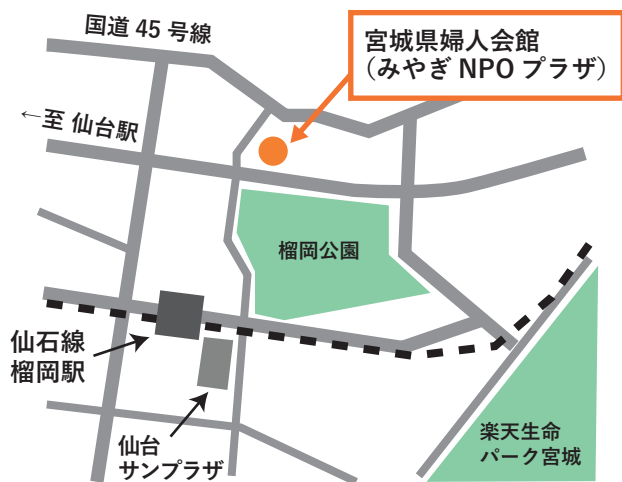 国道 45 号線
宮城県婦人会館
（みやぎ NPO プラザ）
←至 仙台駅
榴岡公園
仙石線
榴岡駅
仙台
サンプラザ
楽天生命
パーク宮城